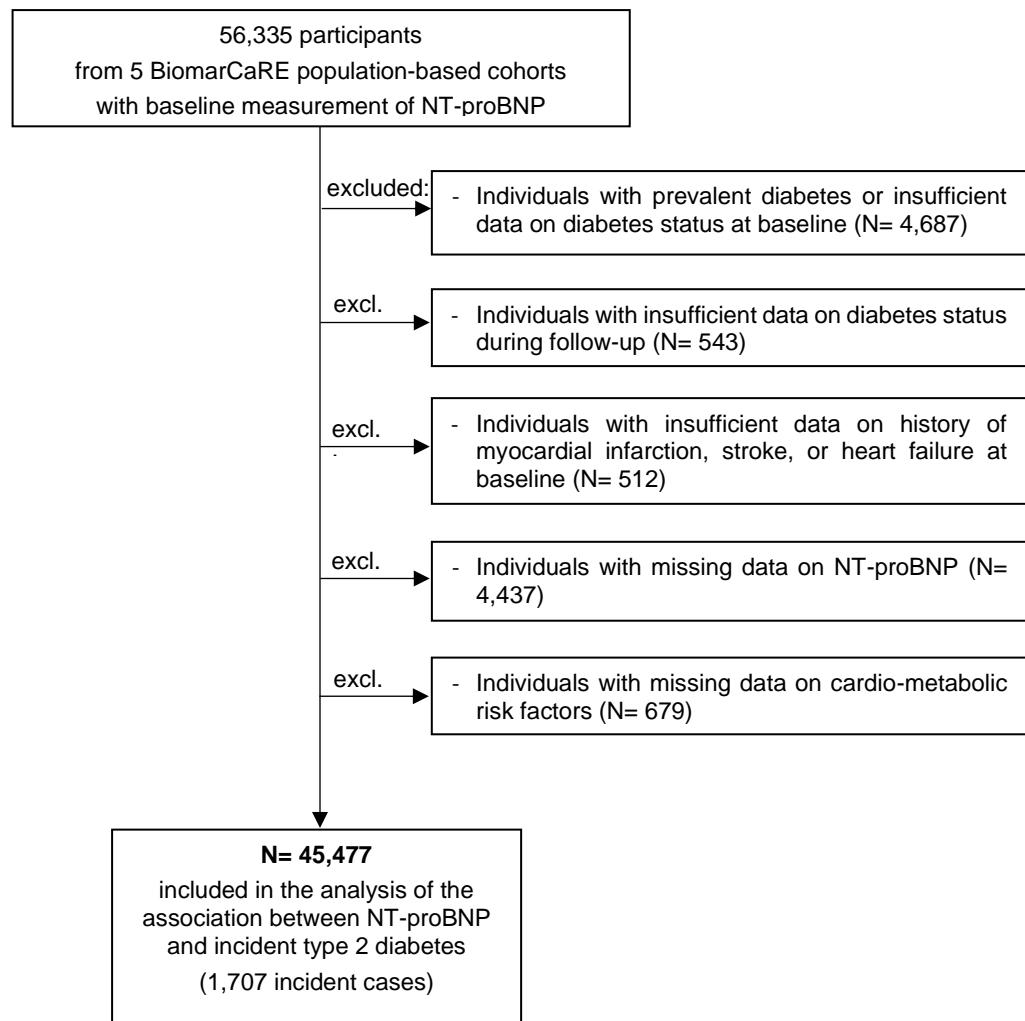 56,335 participants
from 5 BiomarCaRE population-based cohorts
with baseline measurement of NT-proBNP
excluded:
- Individuals with prevalent diabetes or insufficient
data on diabetes status at baseline (N= 4,687)
excl.
- Individuals with insufficient data on diabetes status
during follow-up (N= 543)
excl.
- Individuals with insufficient data on history of
myocardial infarction, stroke, or heart failure at
baseline (N= 512)
excl.
- Individuals with missing data on NT-proBNP (N=
4,437)
excl.
- Individuals with missing data on cardio-metabolic
risk factors (N= 679)
N= 45,477
included in the analysis of the
association between NT-proBNP
and incident type 2 diabetes
(1,707 incident cases)